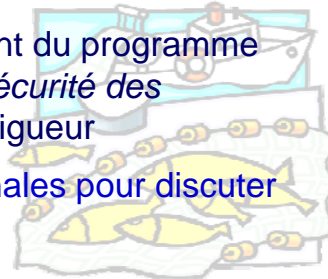 nt du programme
écurité des
igueur
nales pour discuter